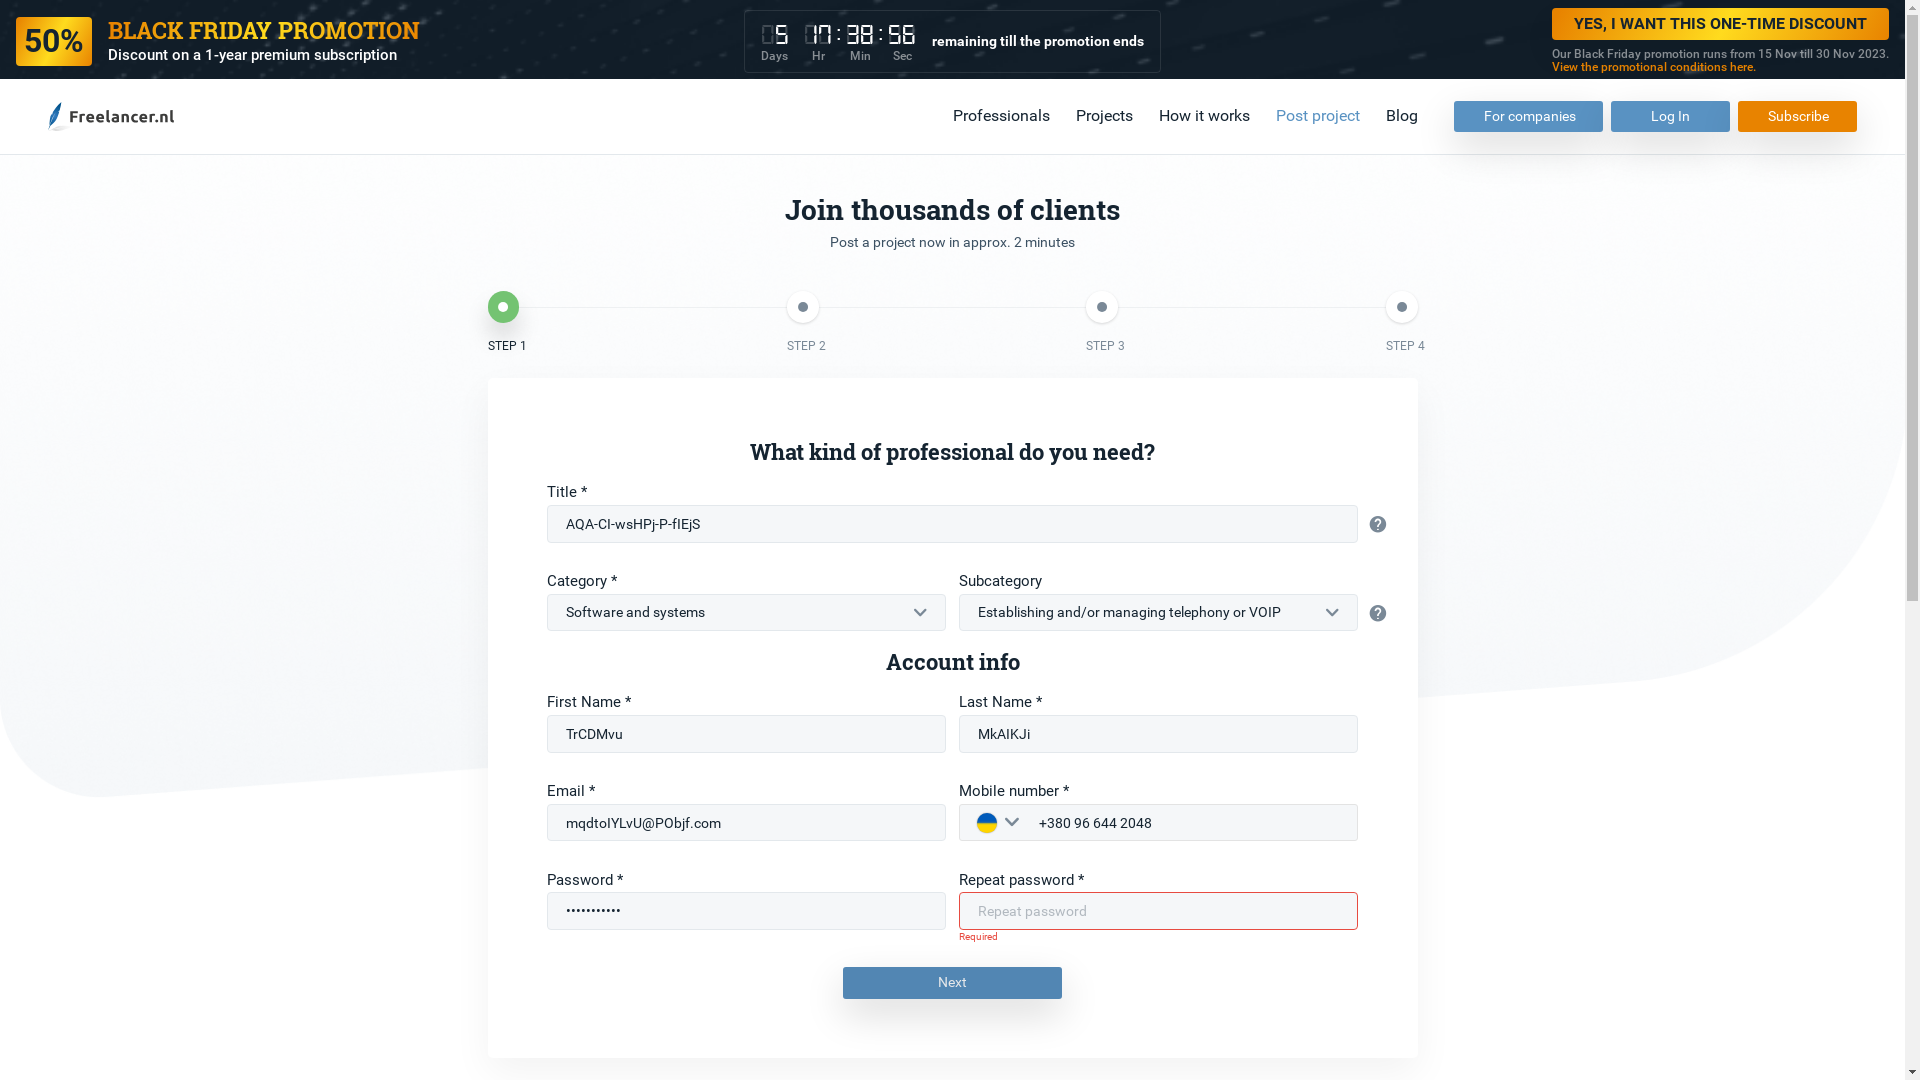 50%
BLACK FRIDAY PROMOTION
Discount on a 1-year premium subscription
5 17 : 38 : 56
Days Hr Min Sec
remaining till the promotion ends
YES, I WANT THIS ONE-TIME DISCOUNT
Our Black Friday promotion runs from 15 Nov till 30 Nov 2023.
View the promotional conditions here.
Freelancer.nl
Professionals Projects How it works Post project Blog For companies Log In Subscribe
Join thousands of clients
Post a project now in approx. 2 minutes
STEP 1 STEP 2 STEP 3 STEP 4
What kind of professional do you need?
Title *
AQA-CI-wsHPj-P-fIEjS
Category * Subcategory
Software and systems Establishing and/or managing telephony or VOIP
Account info
First Name * Last Name *
TrCDMvu MkAIKJi
Email * Mobile number *
mqdtoIYLvU@PObjf.com +380 96 644 2048
Password * Repeat password *
••••••••••• Repeat password
Required
Next